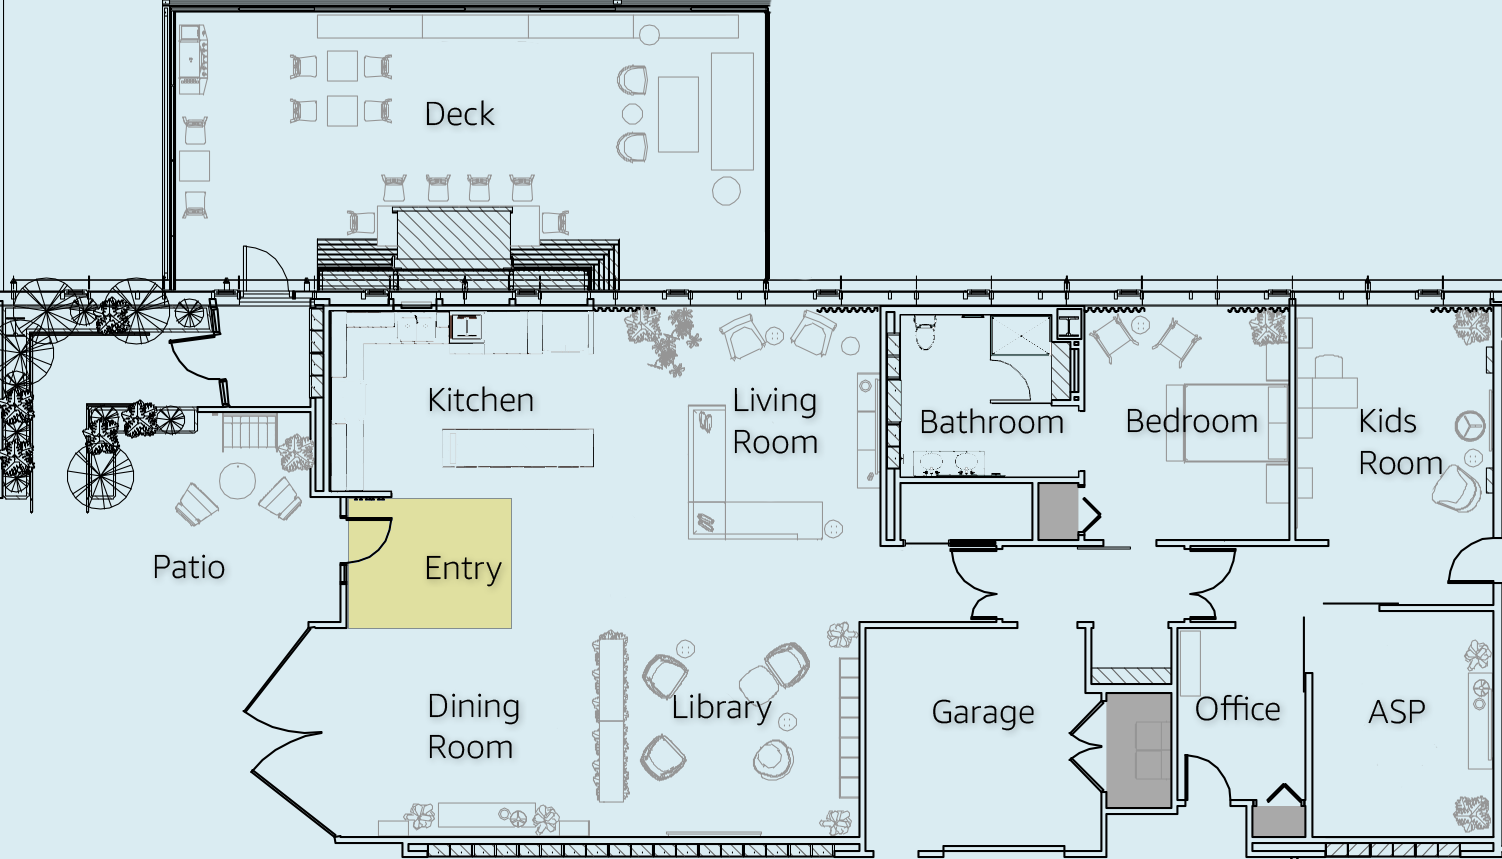 Deck
Kitchen
Living
Room
Bathroom
Bedroom
Kids
Room
Patio
Entry
Dining
Room
Library
Garage
Office
ASP